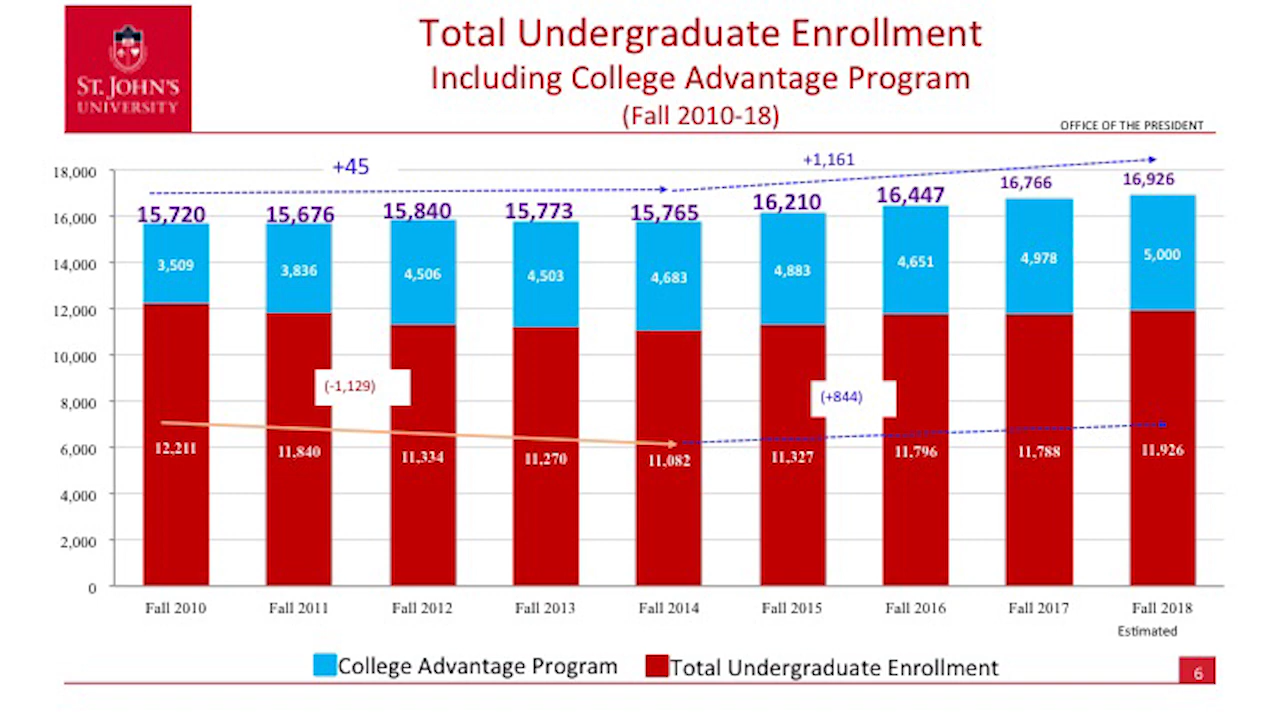 Total Undergraduate Enrollment
Including College Advantage Program
(Fall 2010-18)
ST. JOHN'S
UNIVERSITY
OFFICE OF THE PRESIDENT
+45
+1,161
18,000
16,000
14,000
12,000
10,000
8,000
6,000
4,000
2,000
0
15,720 15,676 15,840 15,773 15,765 16,210 16,447 16,766 16,926
3,509 3,836 4,506 4,503 4,683 4,883 4,651 4,978 5,000
(-1,129) (+844)
12,211 11,840 11,334 11,270 11,082 11,327 11,796 11,788 11,926
Fall 2010 Fall 2011 Fall 2012 Fall 2013 Fall 2014 Fall 2015 Fall 2016 Fall 2017 Fall 2018
Estimated
College Advantage Program Total Undergraduate Enrollment
6